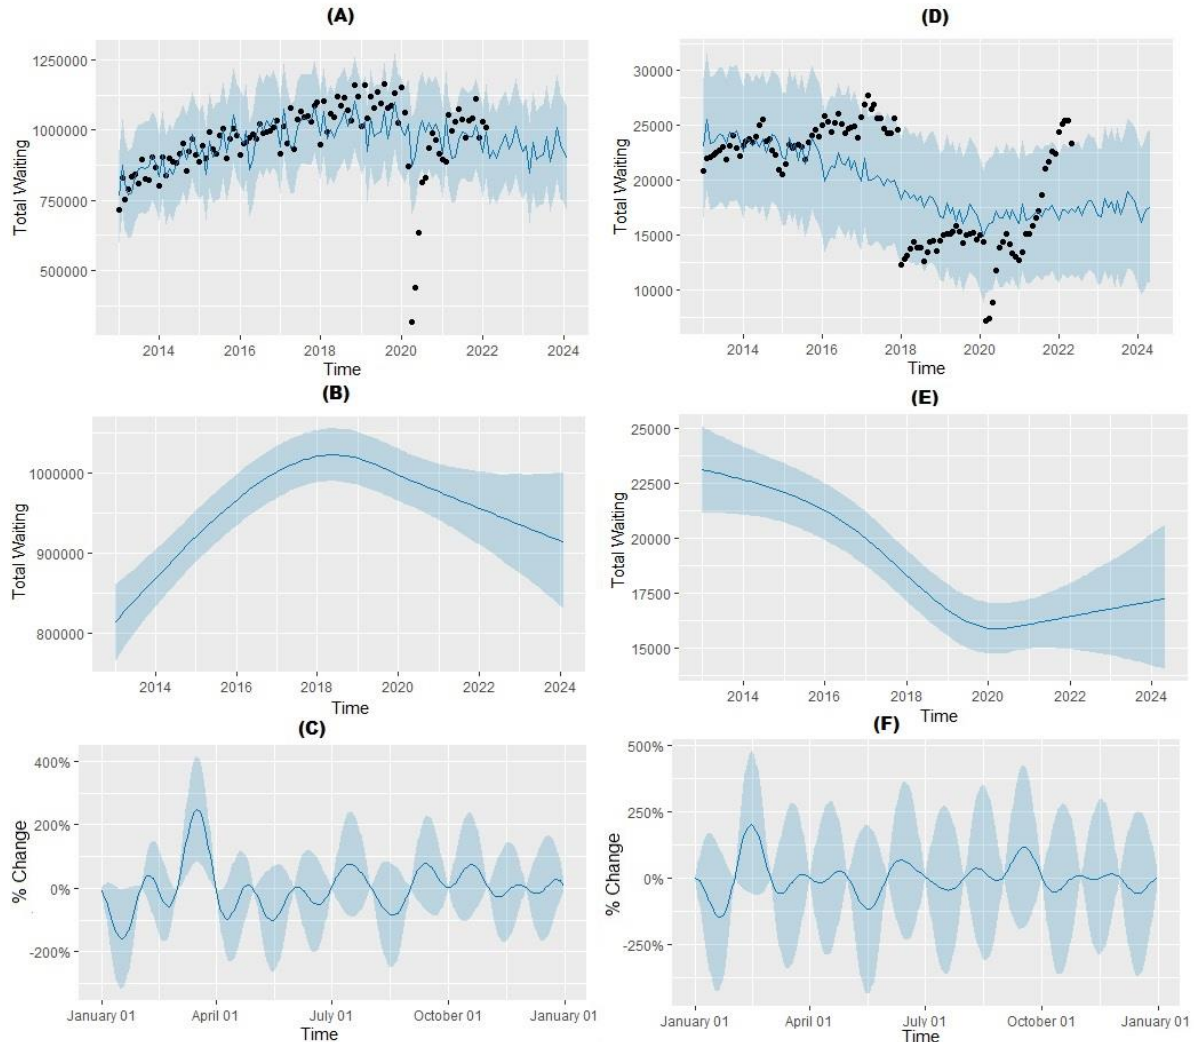 (A)
Total Waiting
1250000
1000000
750000
500000
2014 2016 2018 2020 2022 2024
Time
(D)
Total Waiting
30000
25000
20000
15000
10000
2014 2016 2018 2020 2022 2024
Time
(B)
Total Waiting
1000000
900000
800000
2014 2016 2018 2020 2022 2024
Time
(E)
Total Waiting
25000
22500
20000
17500
15000
2014 2016 2018 2020 2022 2024
Time
(C)
% Change
400%
200%
0%
-200%
January 01 April 01 July 01 October 01 January 01
Time
(F)
% Change
500%
250%
0%
-250%
January 01 April 01 July 01 October 01 January 01
Time